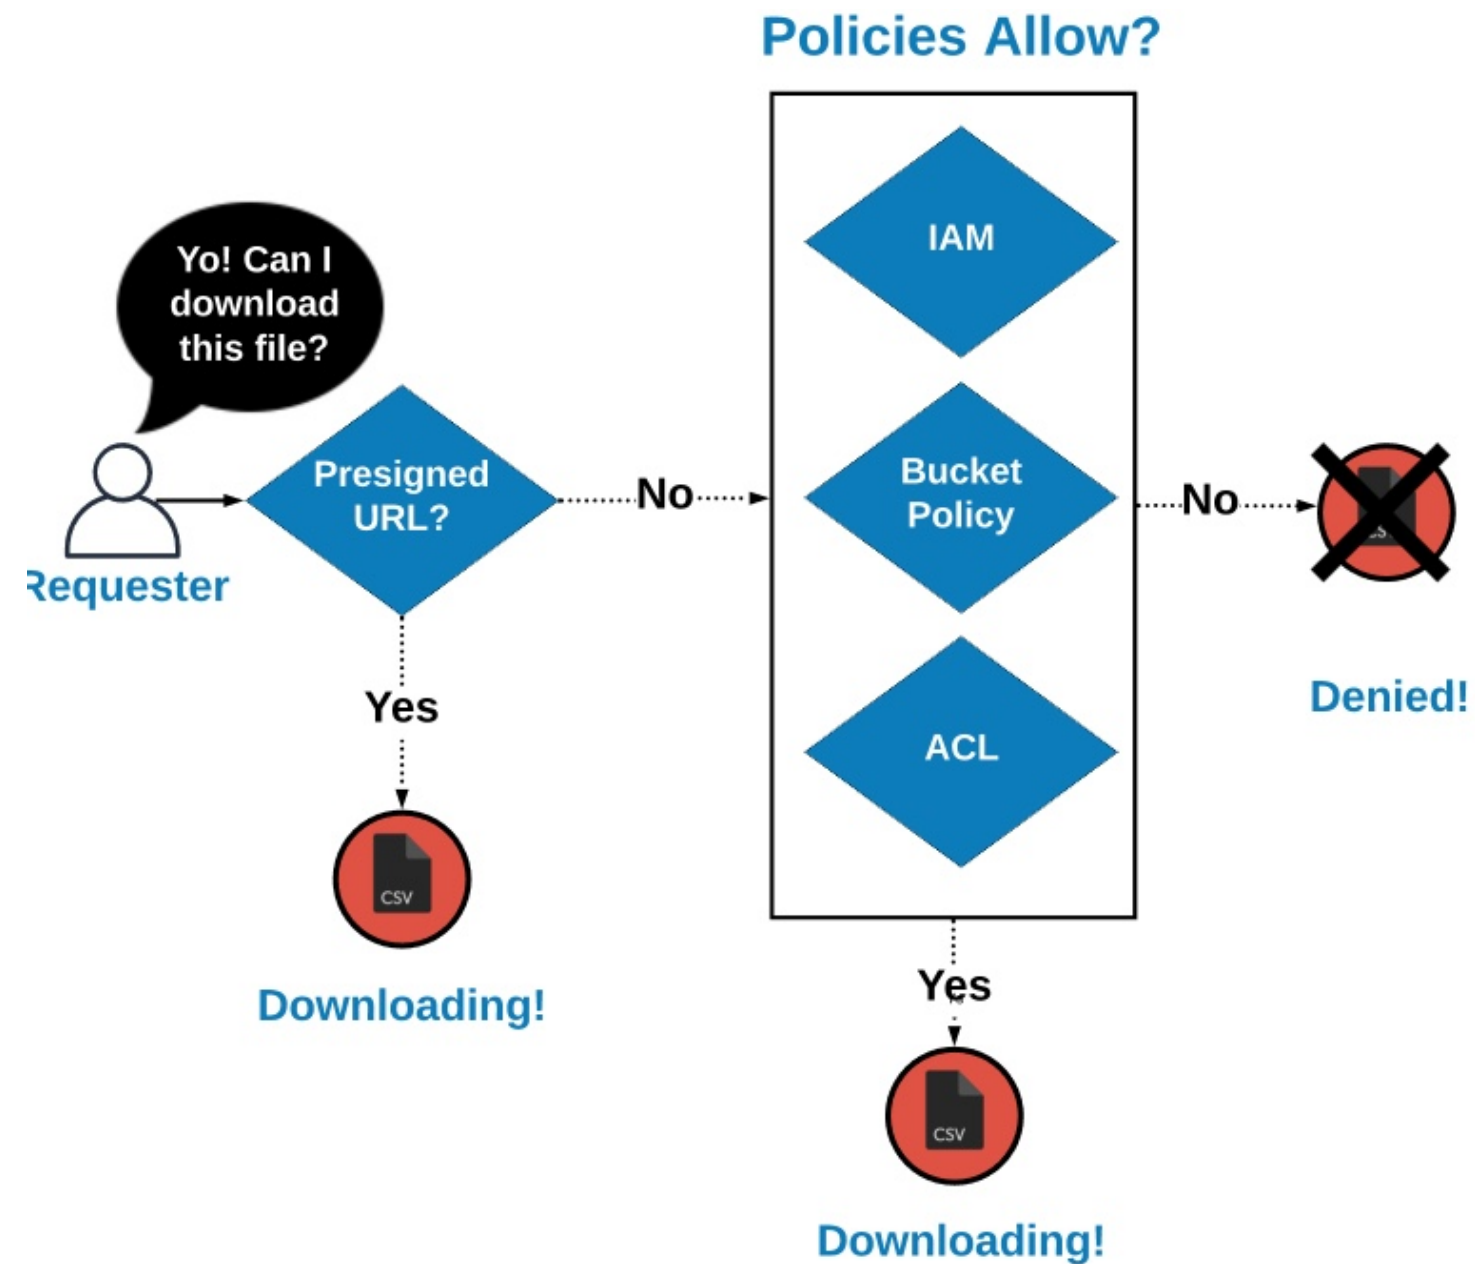 Policies Allow?
Yo! Can I
download
this file?
IAM
Presigned
URL?
No
Bucket
Policy
No
Requester
Yes
ACL
Denied!
CSV
Downloading!
Yes
CSV
Downloading!